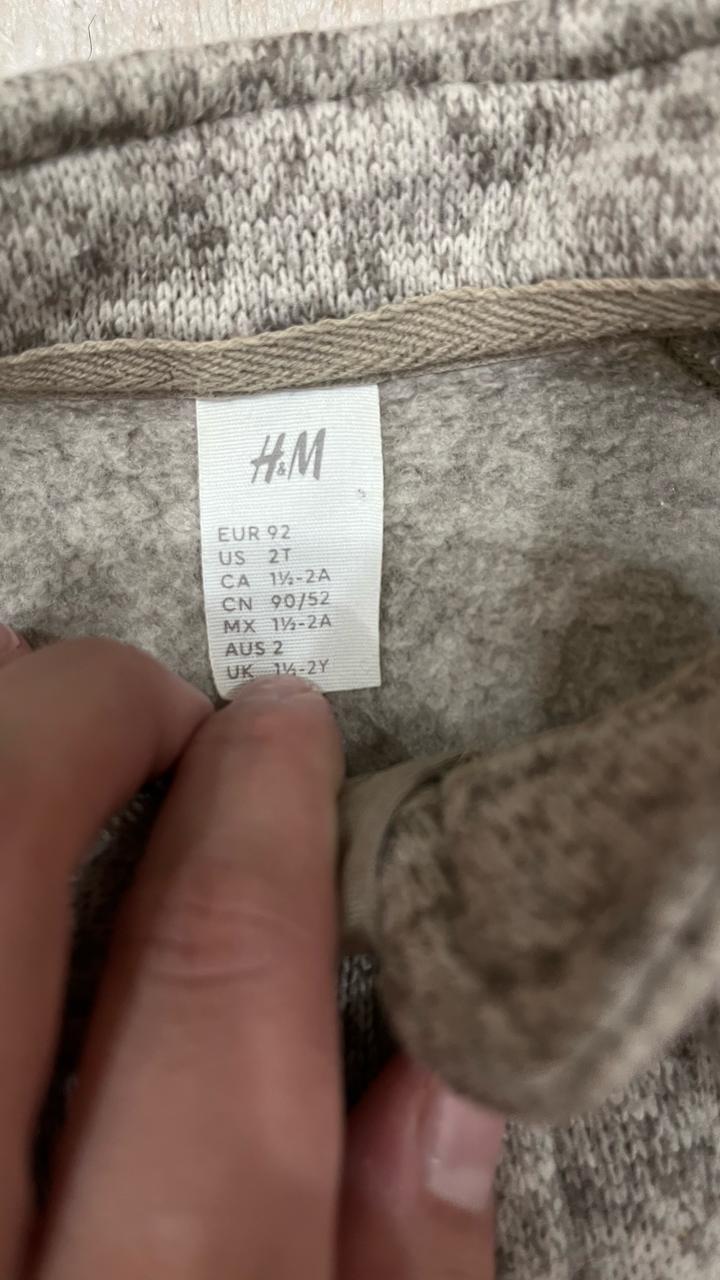 H&M
EUR 92
US 2T
CA 1½-2A
CN 90/52
MX 1½-2A
AUS 2
UK 1½-2Y